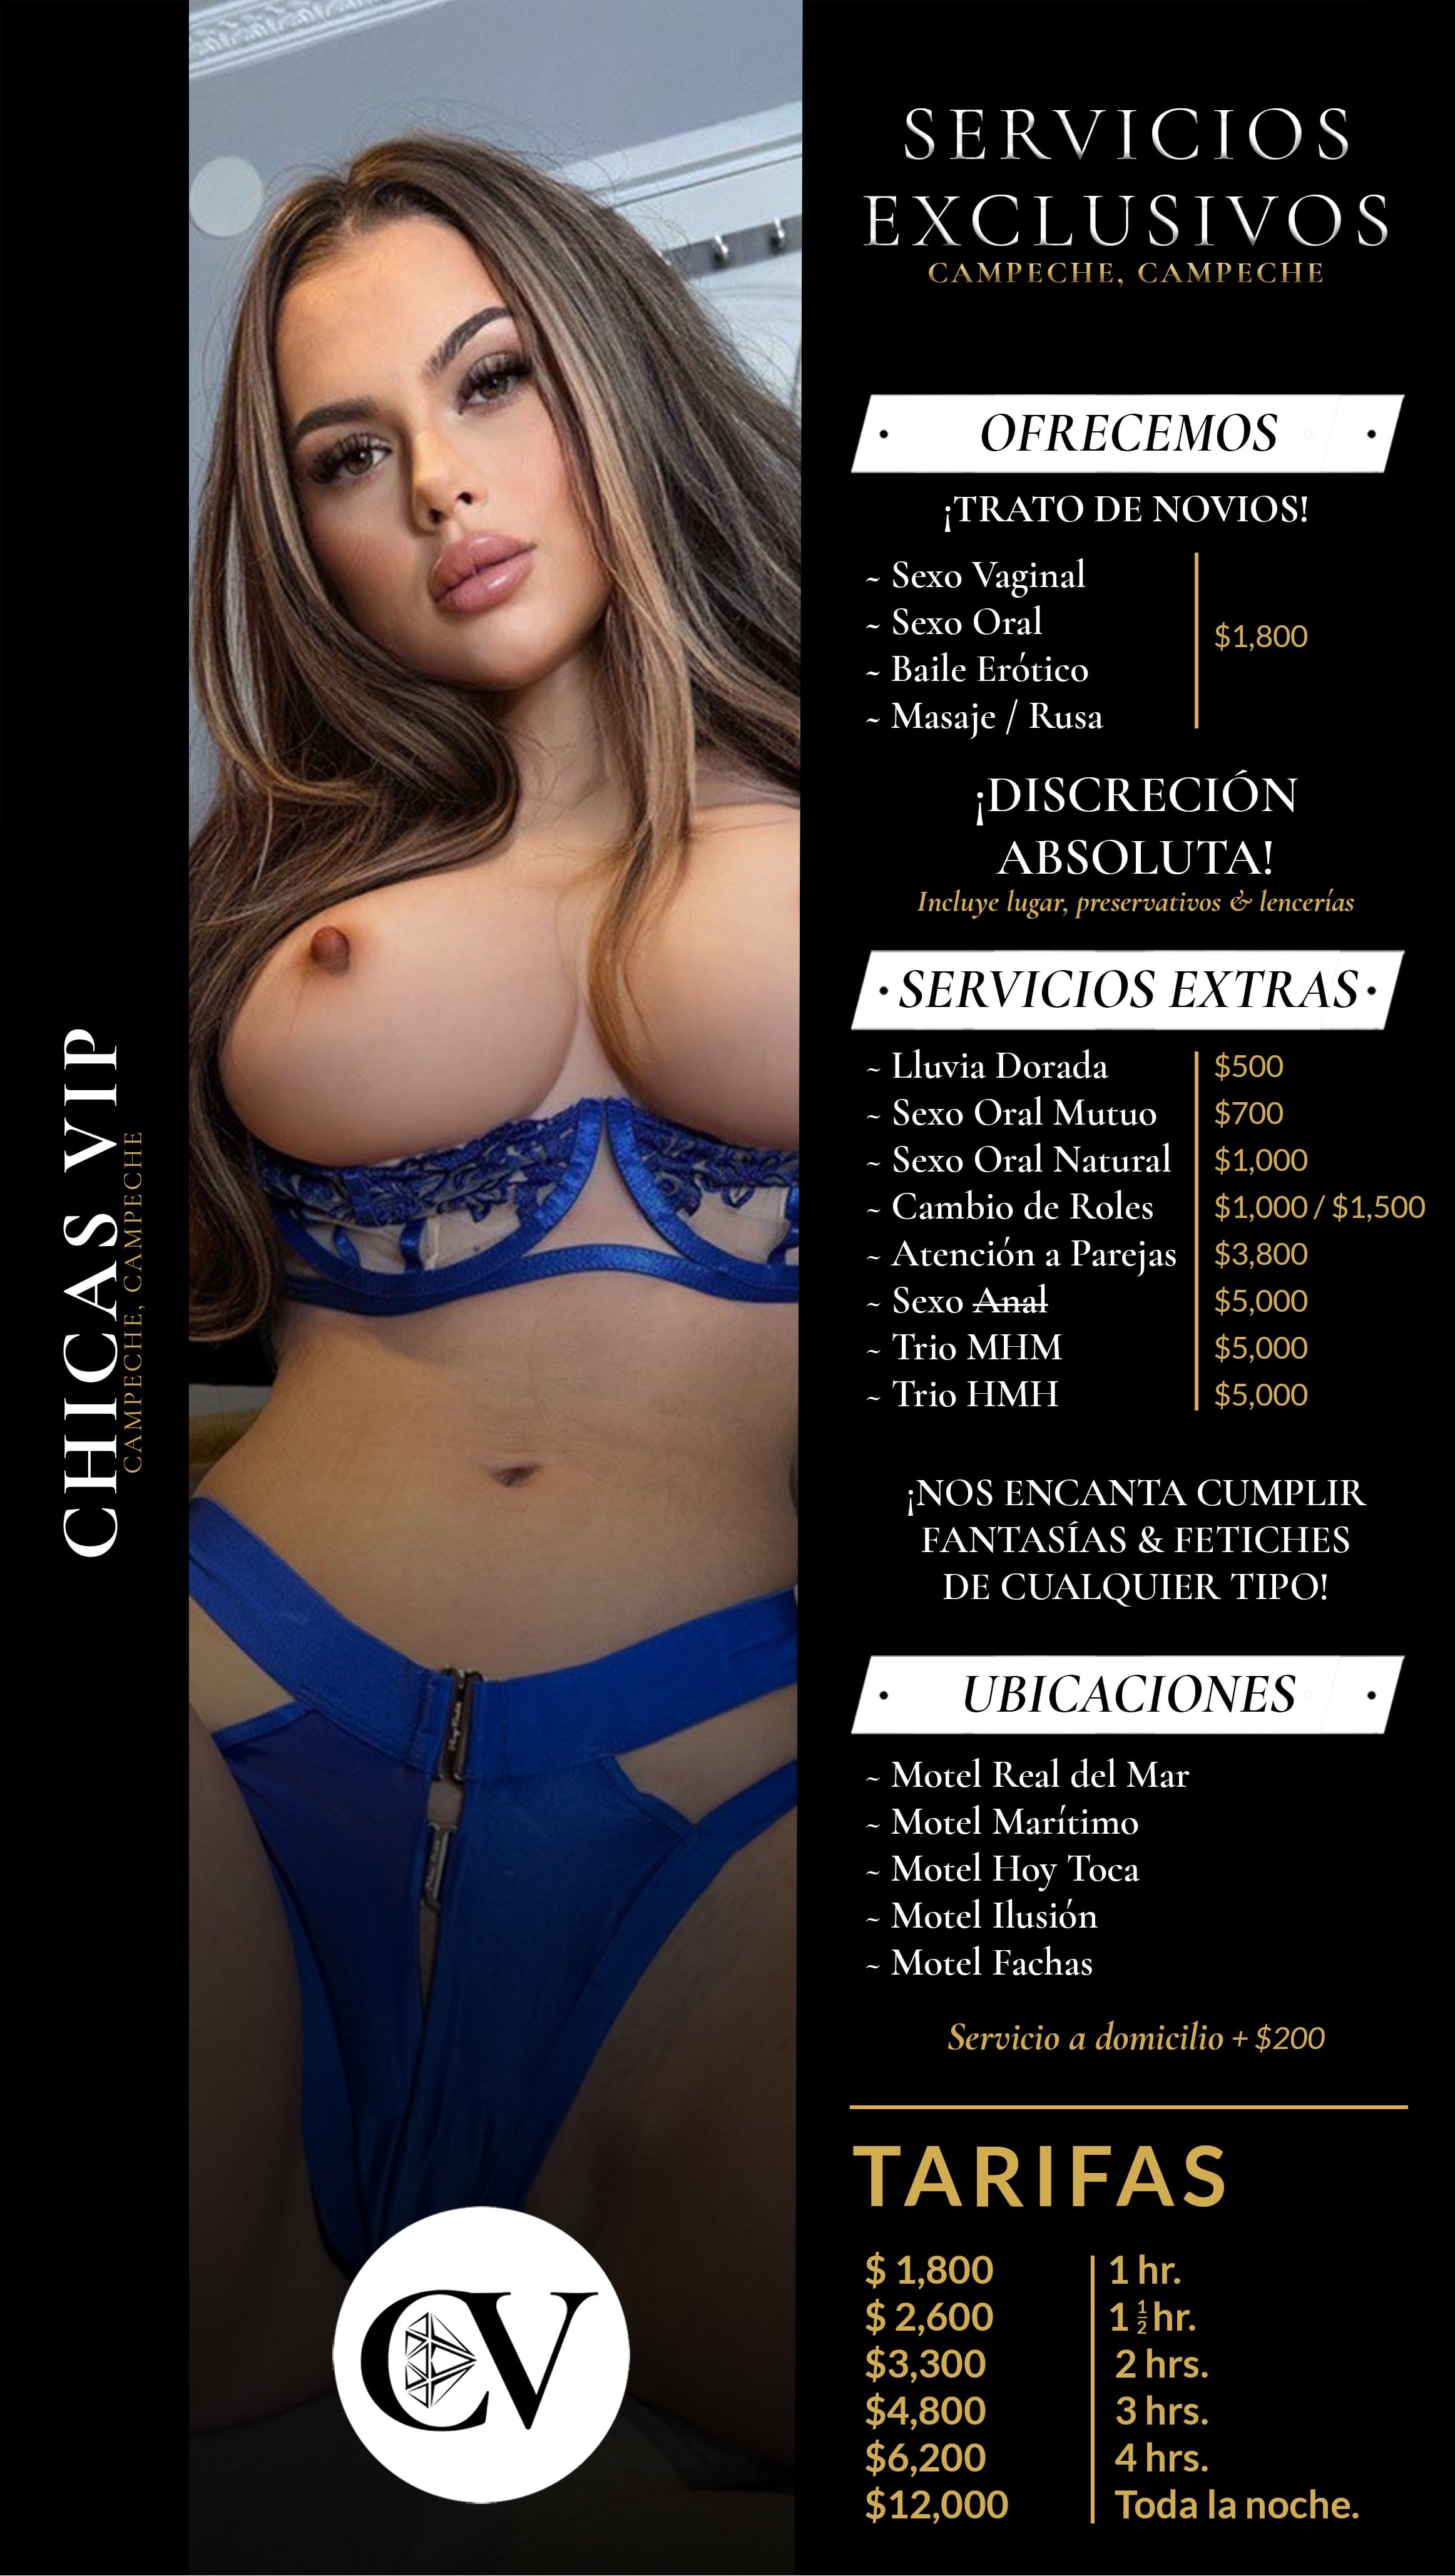 CHICAS VIP
CAMPECHE, CAMPECHE
SERVICIOS
EXCLUSIVOS
CAMPECHE, CAMPECHE
OFRECEMOS
¡TRATO DE NOVIOS!
~ Sexo Vaginal
~ Sexo Oral
~ Baile Erótico
~ Masaje / Rusa
$1,800
¡DISCRECIÓN
ABSOLUTA!
Incluye lugar, preservativos & lencerías
SERVICIOS EXTRAS
~ Lluvia Dorada $500
~ Sexo Oral Mutuo $700
~ Sexo Oral Natural $1,000
~ Cambio de Roles $1,000 / $1,500
~ Atención a Parejas $3,800
~ Sexo Anal $5,000
~ Trio MHM $5,000
~ Trio HMH $5,000
¡NOS ENCANTA CUMPLIR
FANTASÍAS & FETICHES
DE CUALQUIER TIPO!
UBICACIONES
~ Motel Real del Mar
~ Motel Marítimo
~ Motel Hoy Toca
~ Motel Ilusión
~ Motel Fachas
Servicio a domicilio + $200
TARIFAS
$ 1,800 1 hr.
$ 2,600 1 1/2 hr.
$3,300 2 hrs.
$4,800 3 hrs.
$6,200 4 hrs.
$12,000 Toda la noche.
CV